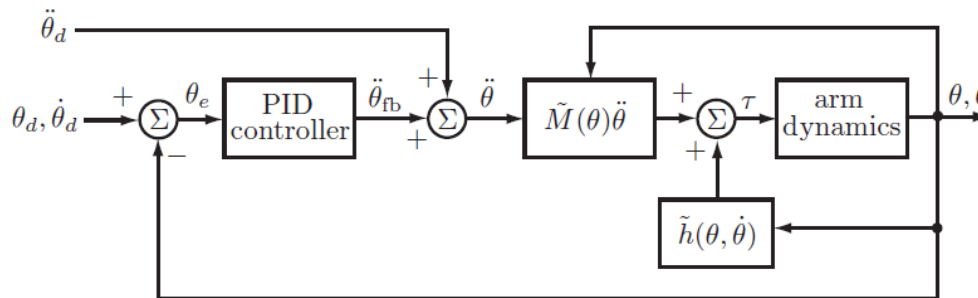 θ̈_d
θ_d, θ̇_d
+
−
Σ
θ_e
PID
controller
θ̈_fb
+
+
Σ
θ̈
M̃(θ)θ̈
+
+
Σ
τ
arm
dynamics
θ,
h̃(θ, θ̇)